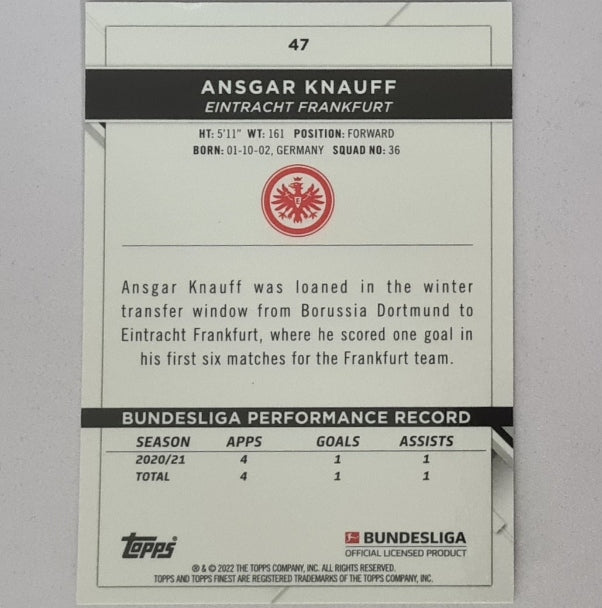 47
ANSGAR KNAUFF
EINTRACHT FRANKFURT
HT: 5'11" WT: 161 POSITION: FORWARD
BORN: 01-10-02, GERMANY SQUAD NO: 36
Ansgar Knauff was loaned in the winter
transfer window from Borussia Dortmund to
Eintracht Frankfurt, where he scored one goal in
his first six matches for the Frankfurt team.
BUNDESLIGA PERFORMANCE RECORD
SEASON APPS GOALS ASSISTS
2020/21 4 1 1
TOTAL 4 1 1
Topps
BUNDESLIGA
OFFICIAL LICENSED PRODUCT
® & © 2022 THE TOPPS COMPANY, INC. ALL RIGHTS RESERVED.
TOPPS AND TOPPS FINEST ARE REGISTERED TRADEMARKS OF THE TOPPS COMPANY, INC.